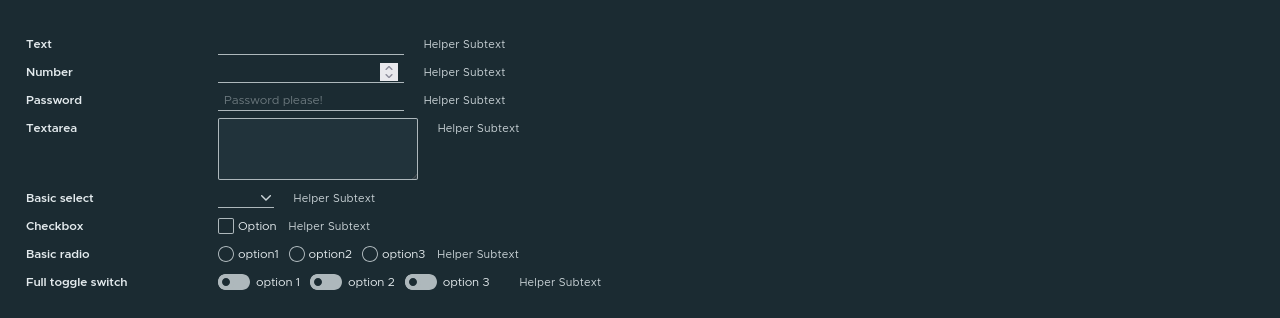 Text Helper Subtext
Number Helper Subtext
Password Password please! Helper Subtext
Textarea Helper Subtext
Basic select Helper Subtext
Checkbox Option Helper Subtext
Basic radio option1 option2 option3 Helper Subtext
Full toggle switch option 1 option 2 option 3 Helper Subtext